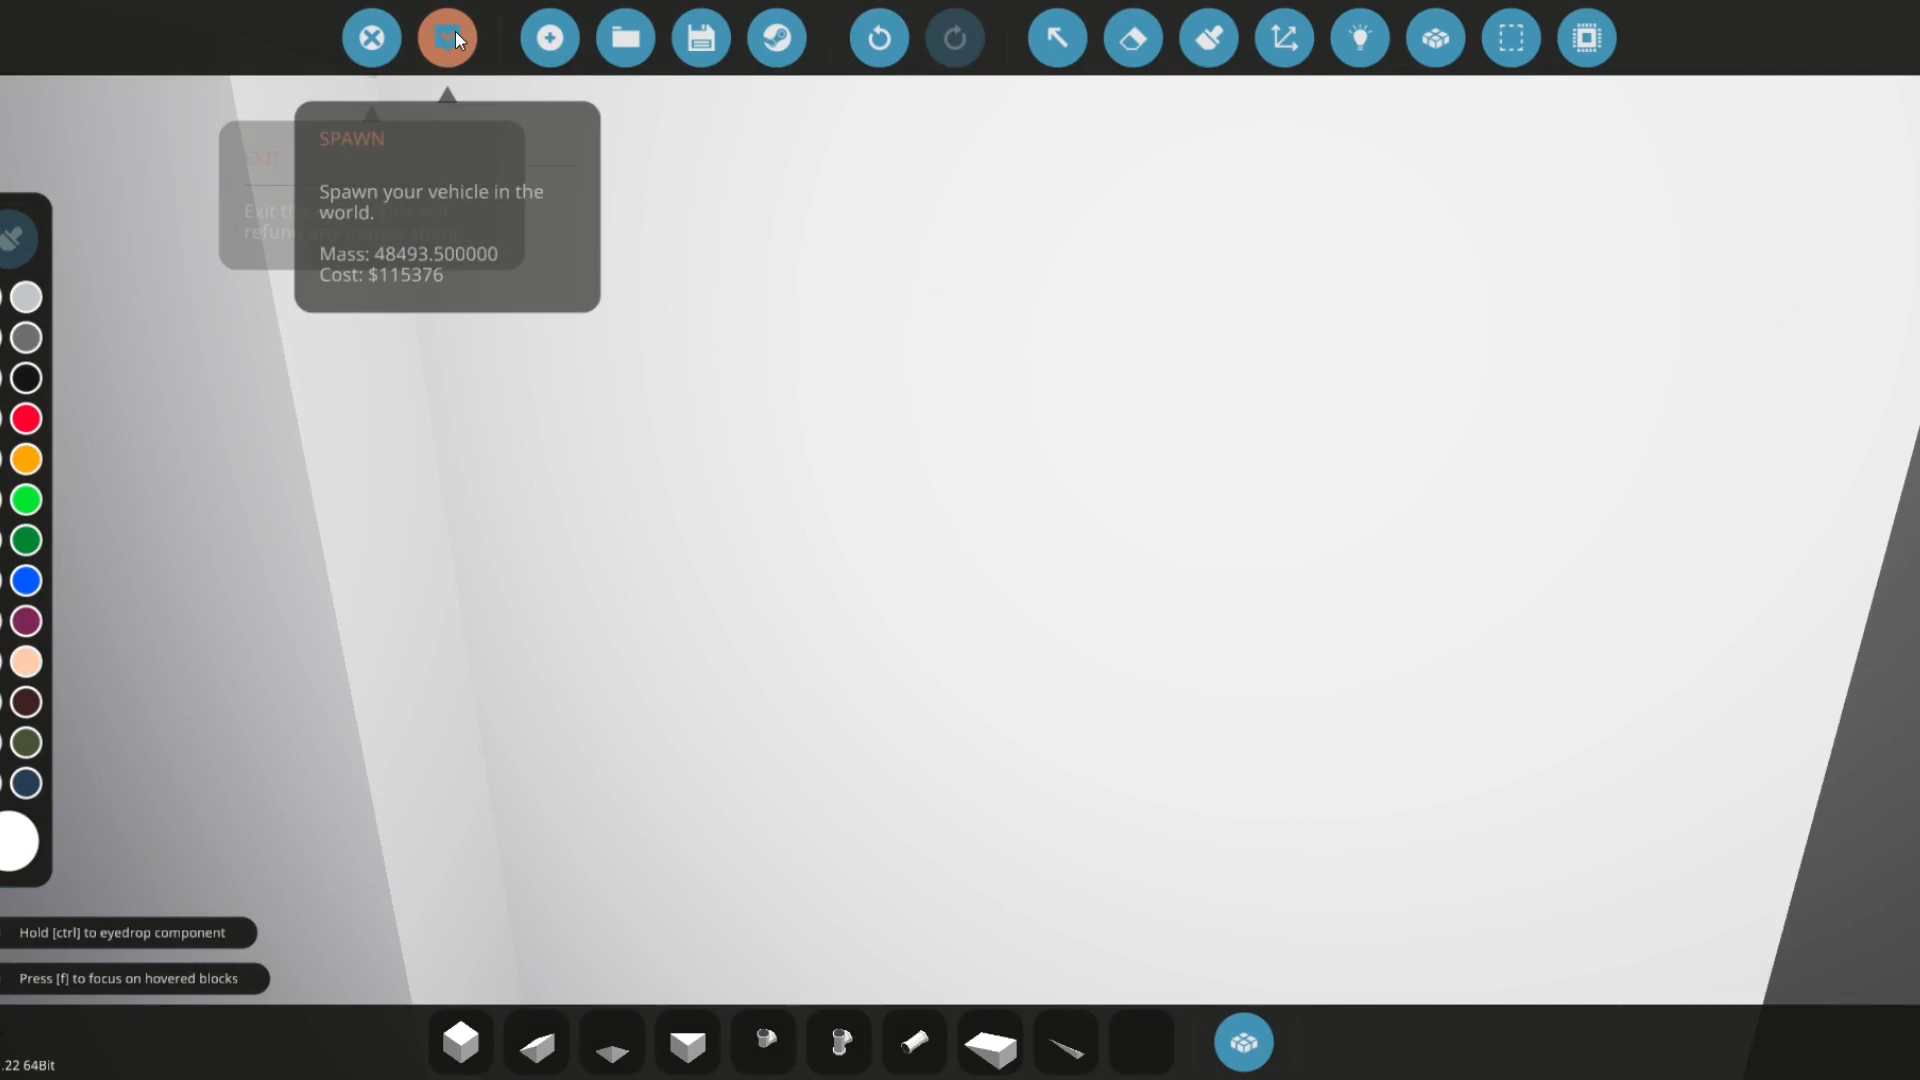 SPAWN
Spawn your vehicle in the
world.
Mass: 48493.500000
Cost: $115376
EXIT
Hold [ctrl] to eyedrop component
Press [f] to focus on hovered blocks
.22 64Bit